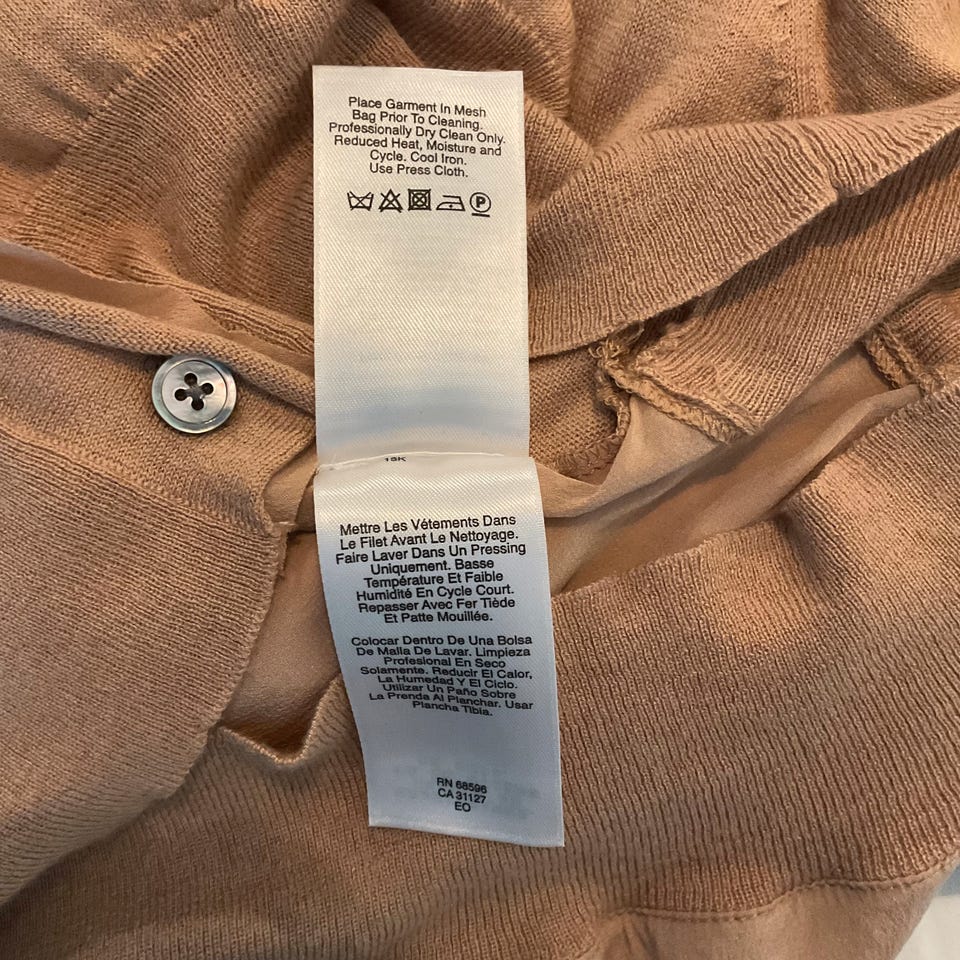 Place Garment In Mesh
Bag Prior To Cleaning.
Professionally Dry Clean Only.
Reduced Heat, Moisture and
Cycle. Cool Iron.
Use Press Cloth.
P
Mettre Les Vétements Dans
Le Filet Avant Le Nettoyage.
Faire Laver Dans Un Pressing
Uniquement. Basse
Température Et Faible
Humidité En Cycle Court.
Repasser Avec Fer Tiède
Et Patte Mouillée.
Colocar Dentro De Una Bolsa
De Malla De Lavar. Limpieza
Profesional En Seco
Solamente. Reducir El Calor,
La Humedad Y El Ciclo.
Utilizar Un Paño Sobre
La Prenda Al Planchar. Usar
Plancha Tibia.
RN 68596
CA 31127
EO